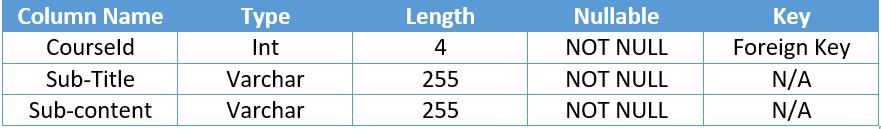 Column Name Type Length Nullable Key
CourseId Int 4 NOT NULL Foreign Key
Sub-Title Varchar 255 NOT NULL N/A
Sub-content Varchar 255 NOT NULL N/A